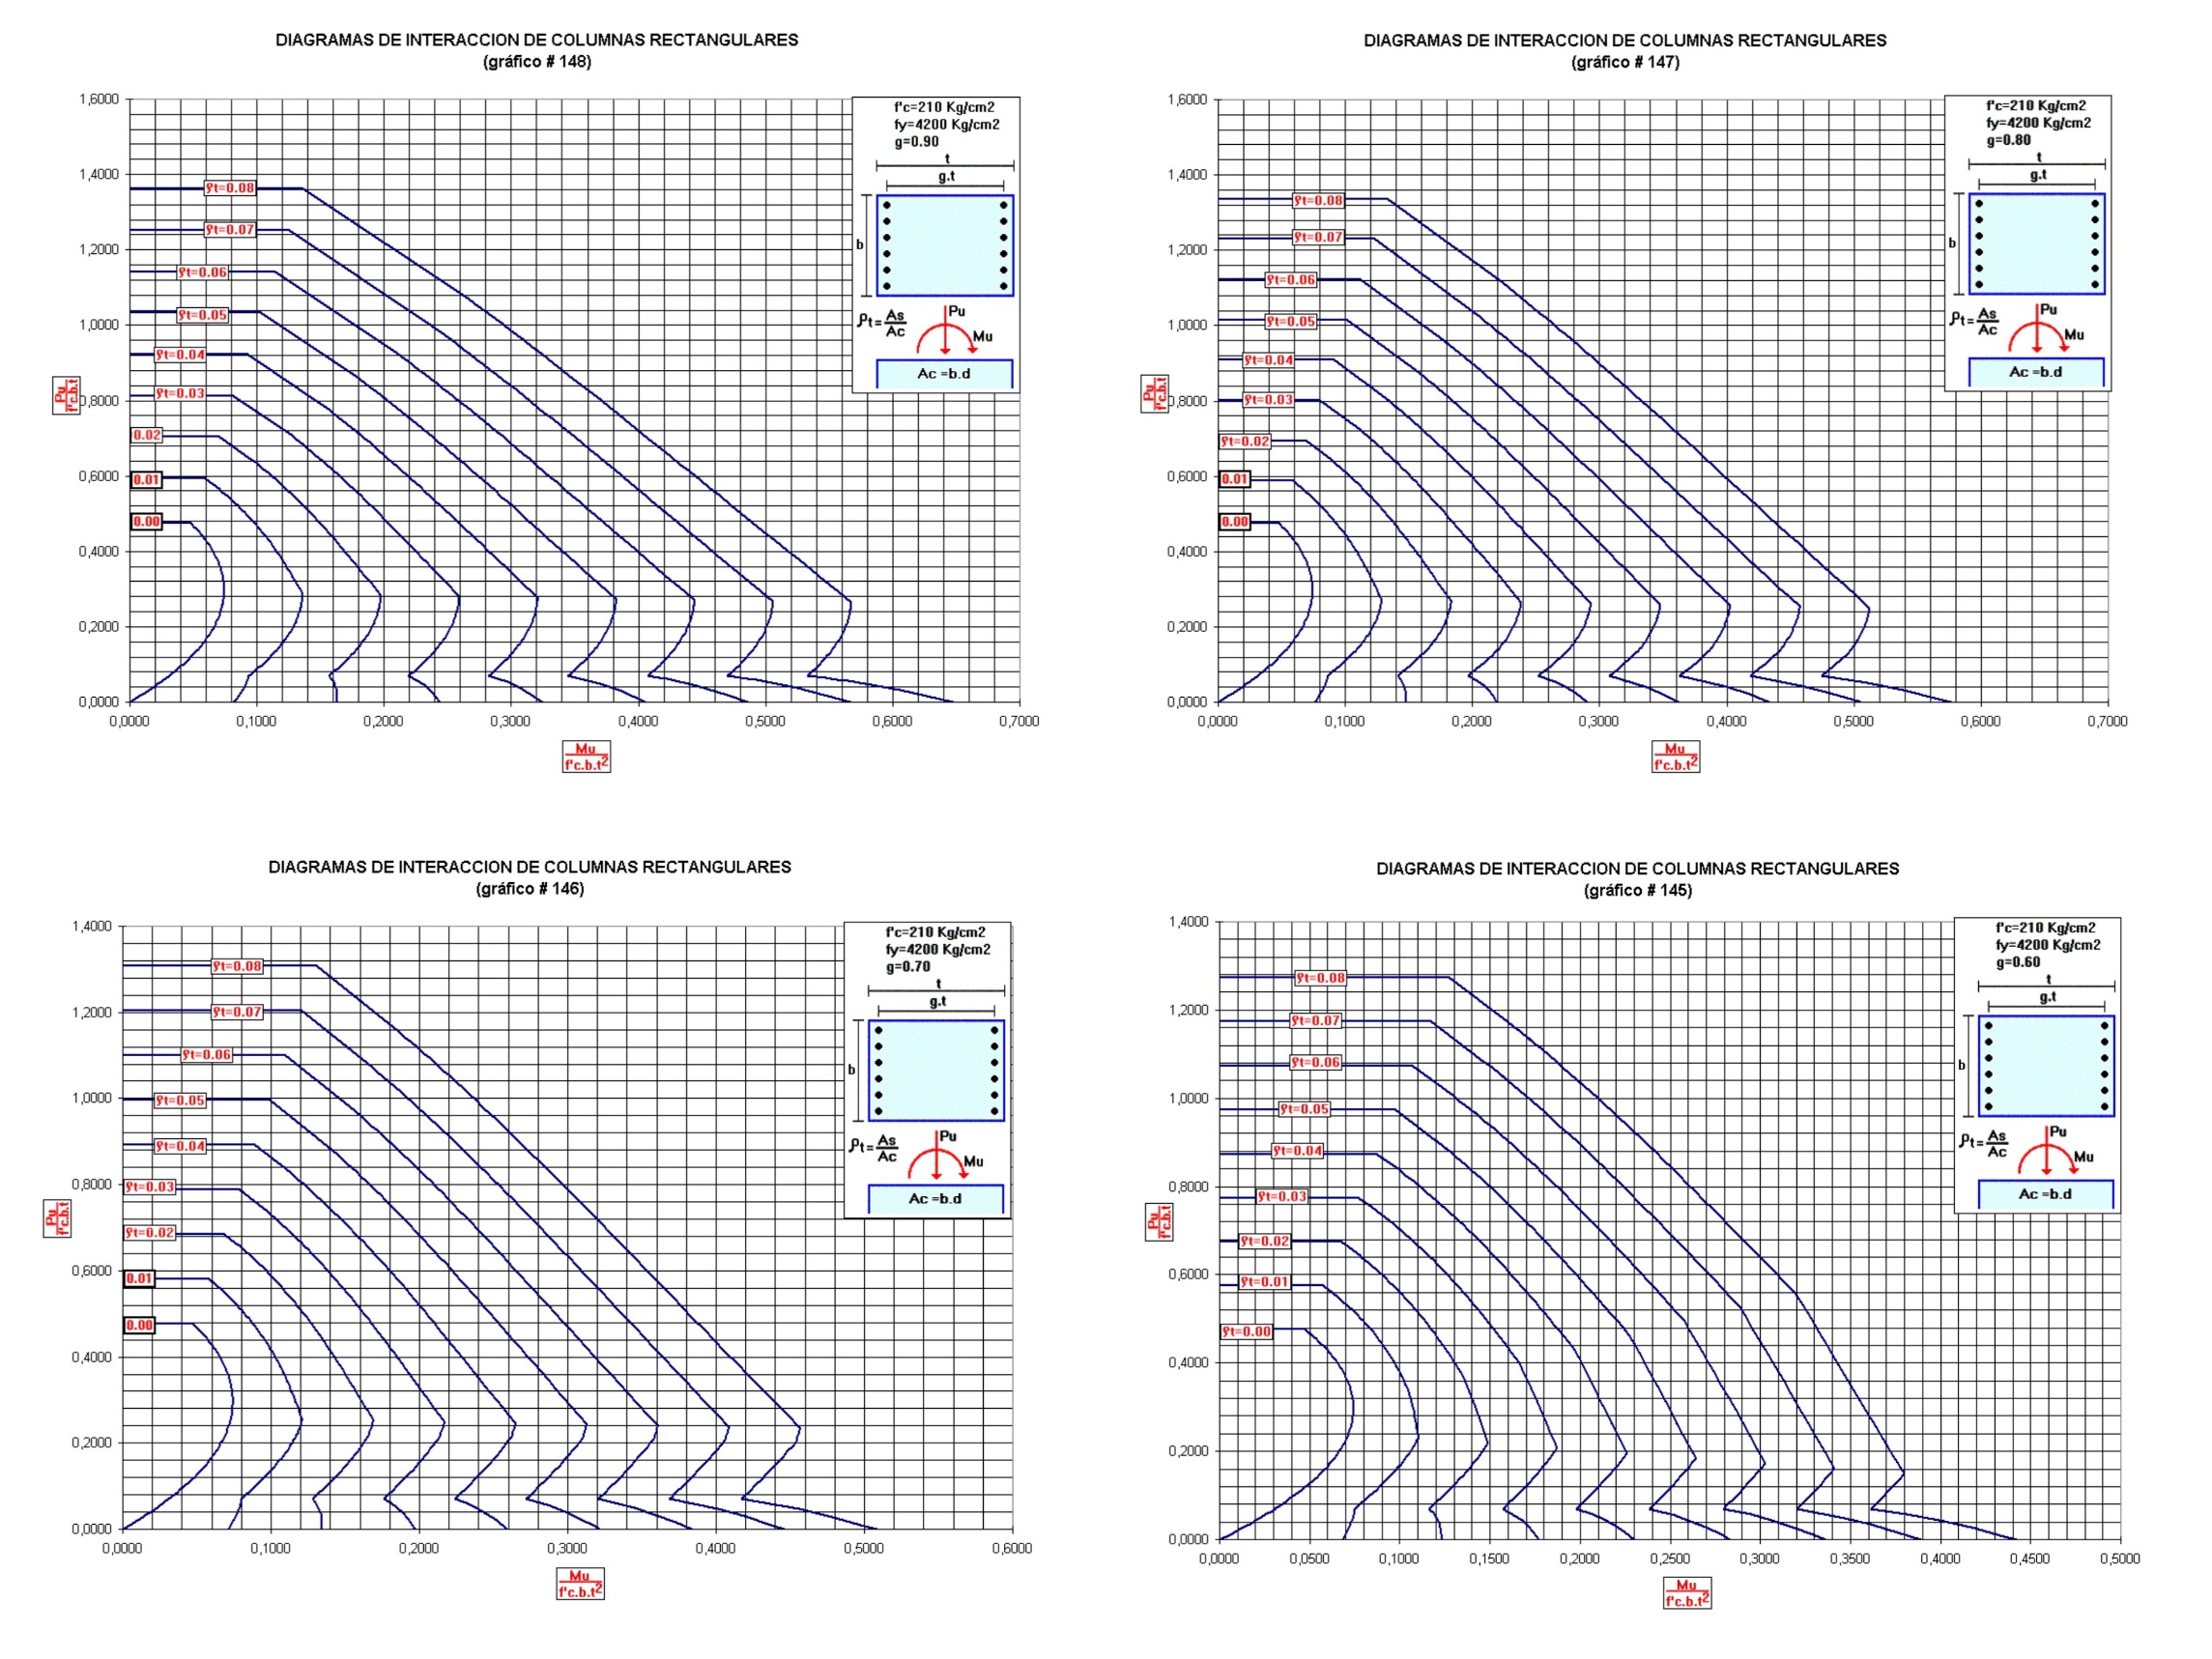 DIAGRAMAS DE INTERACCION DE COLUMNAS RECTANGULARES
(gráfico # 148)
1,6000
1,4000
1,2000
1,0000
0,8000
0,6000
0,4000
0,2000
0,0000
Pu
f'c.b.t
ρt=0.08
ρt=0.07
ρt=0.06
ρt=0.05
ρt=0.04
ρt=0.03
0.02
0.01
0.00
f'c=210 Kg/cm2
fy=4200 Kg/cm2
g=0.90
t
g.t
b
ρt=As
Ac
Pu
Mu
Ac =b.d
0,0000 0,1000 0,2000 0,3000 0,4000 0,5000 0,6000 0,7000
Mu
f'c.b.t2
DIAGRAMAS DE INTERACCION DE COLUMNAS RECTANGULARES
(gráfico # 147)
1,6000
1,4000
1,2000
1,0000
0,8000
0,6000
0,4000
0,2000
0,0000
Pu
f'c.b.t
ρt=0.08
ρt=0.07
ρt=0.06
ρt=0.05
ρt=0.04
ρt=0.03
ρt=0.02
0.01
0.00
f'c=210 Kg/cm2
fy=4200 Kg/cm2
g=0.80
t
g.t
b
ρt=As
Ac
Pu
Mu
Ac =b.d
0,0000 0,1000 0,2000 0,3000 0,4000 0,5000 0,6000 0,7000
Mu
f'c.b.t2
DIAGRAMAS DE INTERACCION DE COLUMNAS RECTANGULARES
(gráfico # 146)
1,4000
1,2000
1,0000
0,8000
0,6000
0,4000
0,2000
0,0000
Pu
f'c.b.t
ρt=0.08
ρt=0.07
ρt=0.06
ρt=0.05
ρt=0.04
ρt=0.03
ρt=0.02
0.01
0.00
f'c=210 Kg/cm2
fy=4200 Kg/cm2
g=0.70
t
g.t
b
ρt=As
Ac
Pu
Mu
Ac =b.d
0,0000 0,1000 0,2000 0,3000 0,4000 0,5000 0,6000
Mu
f'c.b.t2
DIAGRAMAS DE INTERACCION DE COLUMNAS RECTANGULARES
(gráfico # 145)
1,4000
1,2000
1,0000
0,8000
0,6000
0,4000
0,2000
0,0000
Pu
f'c.b.t
ρt=0.08
ρt=0.07
ρt=0.06
ρt=0.05
ρt=0.04
ρt=0.03
ρt=0.02
ρt=0.01
ρt=0.00
f'c=210 Kg/cm2
fy=4200 Kg/cm2
g=0.60
t
g.t
b
ρt=As
Ac
Pu
Mu
Ac =b.d
0,0000 0,0500 0,1000 0,1500 0,2000 0,2500 0,3000 0,3500 0,4000 0,4500 0,5000
Mu
f'c.b.t2